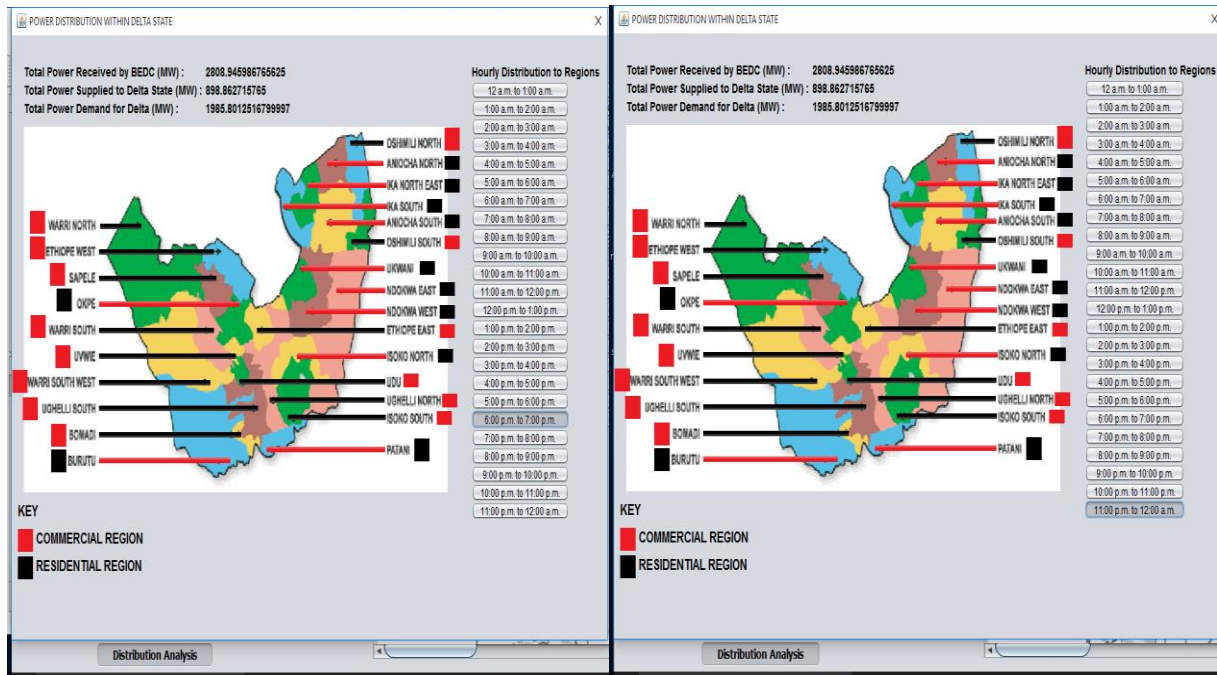 POWER DISTRIBUTION WITHIN DELTA STATE
X
Total Power Received by BEDC (MW) : 2808.945986765625
Total Power Supplied to Delta State (MW) : 898.862715765
Total Power Demand for Delta (MW) : 1985.8012516799997
Hourly Distribution to Regions
12 a.m. to 1:00 a.m.
1:00 a.m. to 2:00 a.m.
2:00 a.m. to 3:00 a.m.
3:00 a.m. to 4:00 a.m.
4:00 a.m. to 5:00 a.m.
5:00 a.m. to 6:00 a.m.
6:00 a.m. to 7:00 a.m.
7:00 a.m. to 8:00 a.m.
8:00 a.m. to 9:00 a.m.
9:00 a.m. to 10:00 a.m.
10:00 a.m. to 11:00 a.m.
11:00 a.m. to 12:00 p.m.
12:00 p.m. to 1:00 p.m.
1:00 p.m. to 2:00 p.m.
2:00 p.m. to 3:00 p.m.
3:00 p.m. to 4:00 p.m.
4:00 p.m. to 5:00 p.m.
5:00 p.m. to 6:00 p.m.
6:00 p.m. to 7:00 p.m.
7:00 p.m. to 8:00 p.m.
8:00 p.m. to 9:00 p.m.
9:00 p.m. to 10:00 p.m.
10:00 p.m. to 11:00 p.m.
11:00 p.m. to 12:00 a.m.
WARRI NORTH
ETHIOPE WEST
SAPELE
OKPE
WARRI SOUTH
UVWIE
WARRI SOUTH WEST
UGHELLI SOUTH
BOMADI
BURUTU
OSHIMILI NORTH
ANIOCHA NORTH
IKA NORTH EAST
IKA SOUTH
ANIOCHA SOUTH
OSHIMILI SOUTH
UKWANI
NDOKWA EAST
NDOKWA WEST
ETHIOPE EAST
ISOKO NORTH
UDU
UGHELLI NORTH
ISOKO SOUTH
PATANI
KEY
COMMERCIAL REGION
RESIDENTIAL REGION
Distribution Analysis
POWER DISTRIBUTION WITHIN DELTA STATE
X
Total Power Received by BEDC (MW) : 2808.945986765625
Total Power Supplied to Delta State (MW) : 898.862715765
Total Power Demand for Delta (MW) : 1985.8012516799997
Hourly Distribution to Regions
12 a.m. to 1:00 a.m.
1:00 a.m. to 2:00 a.m.
2:00 a.m. to 3:00 a.m.
3:00 a.m. to 4:00 a.m.
4:00 a.m. to 5:00 a.m.
5:00 a.m. to 6:00 a.m.
6:00 a.m. to 7:00 a.m.
7:00 a.m. to 8:00 a.m.
8:00 a.m. to 9:00 a.m.
9:00 a.m. to 10:00 a.m.
10:00 a.m. to 11:00 a.m.
11:00 a.m. to 12:00 p.m.
12:00 p.m. to 1:00 p.m.
1:00 p.m. to 2:00 p.m.
2:00 p.m. to 3:00 p.m.
3:00 p.m. to 4:00 p.m.
4:00 p.m. to 5:00 p.m.
5:00 p.m. to 6:00 p.m.
6:00 p.m. to 7:00 p.m.
7:00 p.m. to 8:00 p.m.
8:00 p.m. to 9:00 p.m.
9:00 p.m. to 10:00 p.m.
10:00 p.m. to 11:00 p.m.
11:00 p.m. to 12:00 a.m.
WARRI NORTH
ETHIOPE WEST
SAPELE
OKPE
WARRI SOUTH
UVWIE
WARRI SOUTH WEST
UGHELLI SOUTH
BOMADI
BURUTU
OSHIMILI NORTH
ANIOCHA NORTH
IKA NORTH EAST
IKA SOUTH
ANIOCHA SOUTH
OSHIMILI SOUTH
UKWANI
NDOKWA EAST
NDOKWA WEST
ETHIOPE EAST
ISOKO NORTH
UDU
UGHELLI NORTH
ISOKO SOUTH
PATANI
KEY
COMMERCIAL REGION
RESIDENTIAL REGION
Distribution Analysis